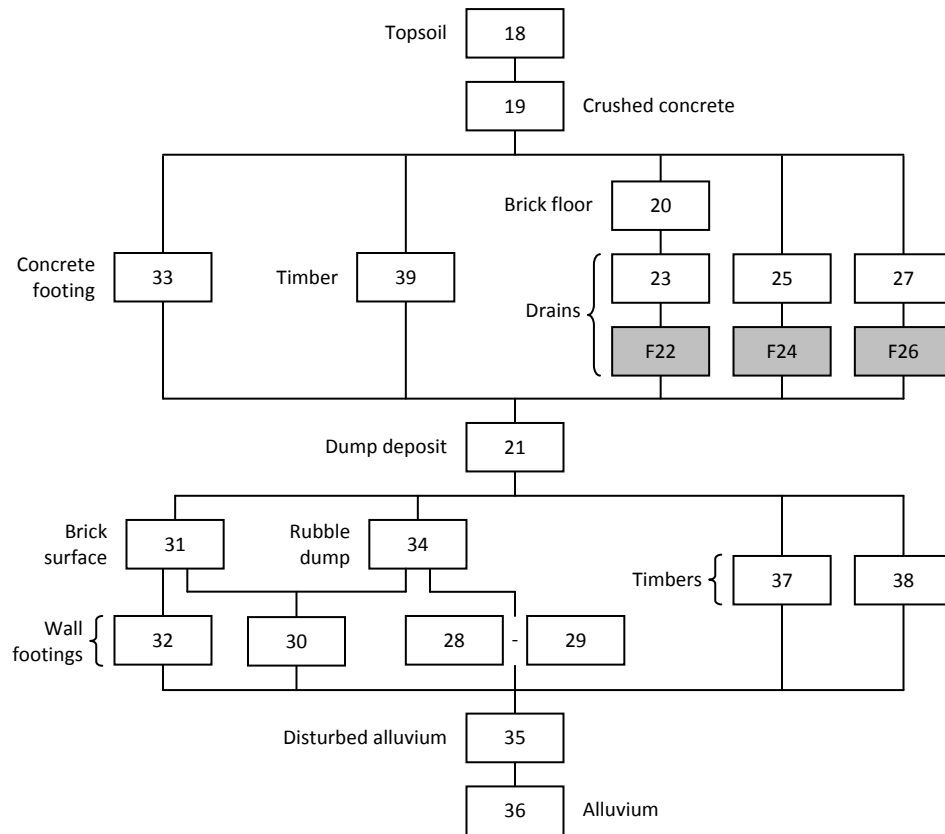 Topsoil
18
19
Crushed concrete
Brick floor
20
Concrete
footing
33
Timber
39
Drains
23
25
27
F22
F24
F26
Dump deposit
21
Brick
surface
31
Rubble
dump
34
Timbers
37
38
Wall
footings
32
30
28
-
29
Disturbed alluvium
35
36
Alluvium